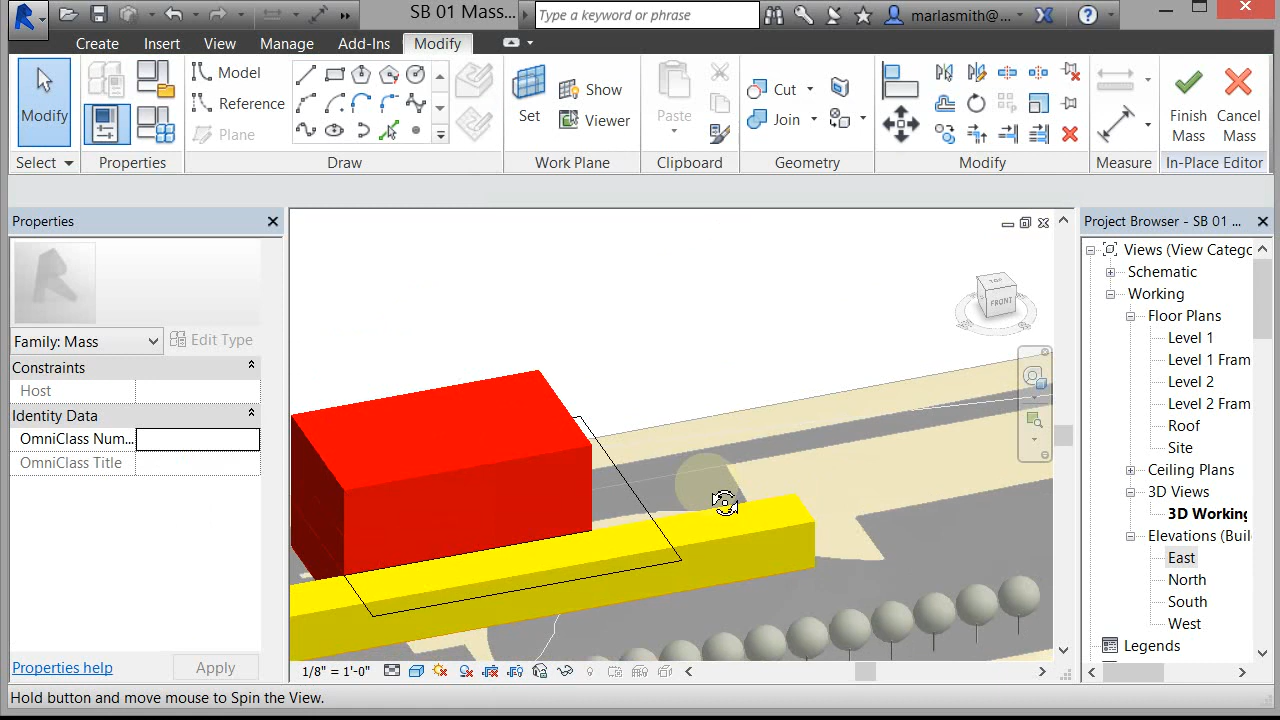 SB 01 Mass...
Type a keyword or phrase
marlasmith@...
Create
Insert
View
Manage
Add-Ins
Modify
Modify
Select
Properties
Model
Reference
Plane
Draw
Set
Show
Viewer
Work Plane
Paste
Clipboard
Cut
Join
Geometry
Modify
Measure
Finish Mass
Cancel Mass
In-Place Editor
Properties
Family: Mass
Edit Type
Constraints
Host
Identity Data
OmniClass Num...
OmniClass Title
Properties help
Apply
TOP
FRONT
1/8" = 1'-0"
Project Browser - SB 01 ...
Views (View Catego
Schematic
Working
Floor Plans
Level 1
Level 1 Fram
Level 2
Level 2 Fram
Roof
Site
Ceiling Plans
3D Views
3D Working
Elevations (Buil
East
North
South
West
Legends
Hold button and move mouse to Spin the View.